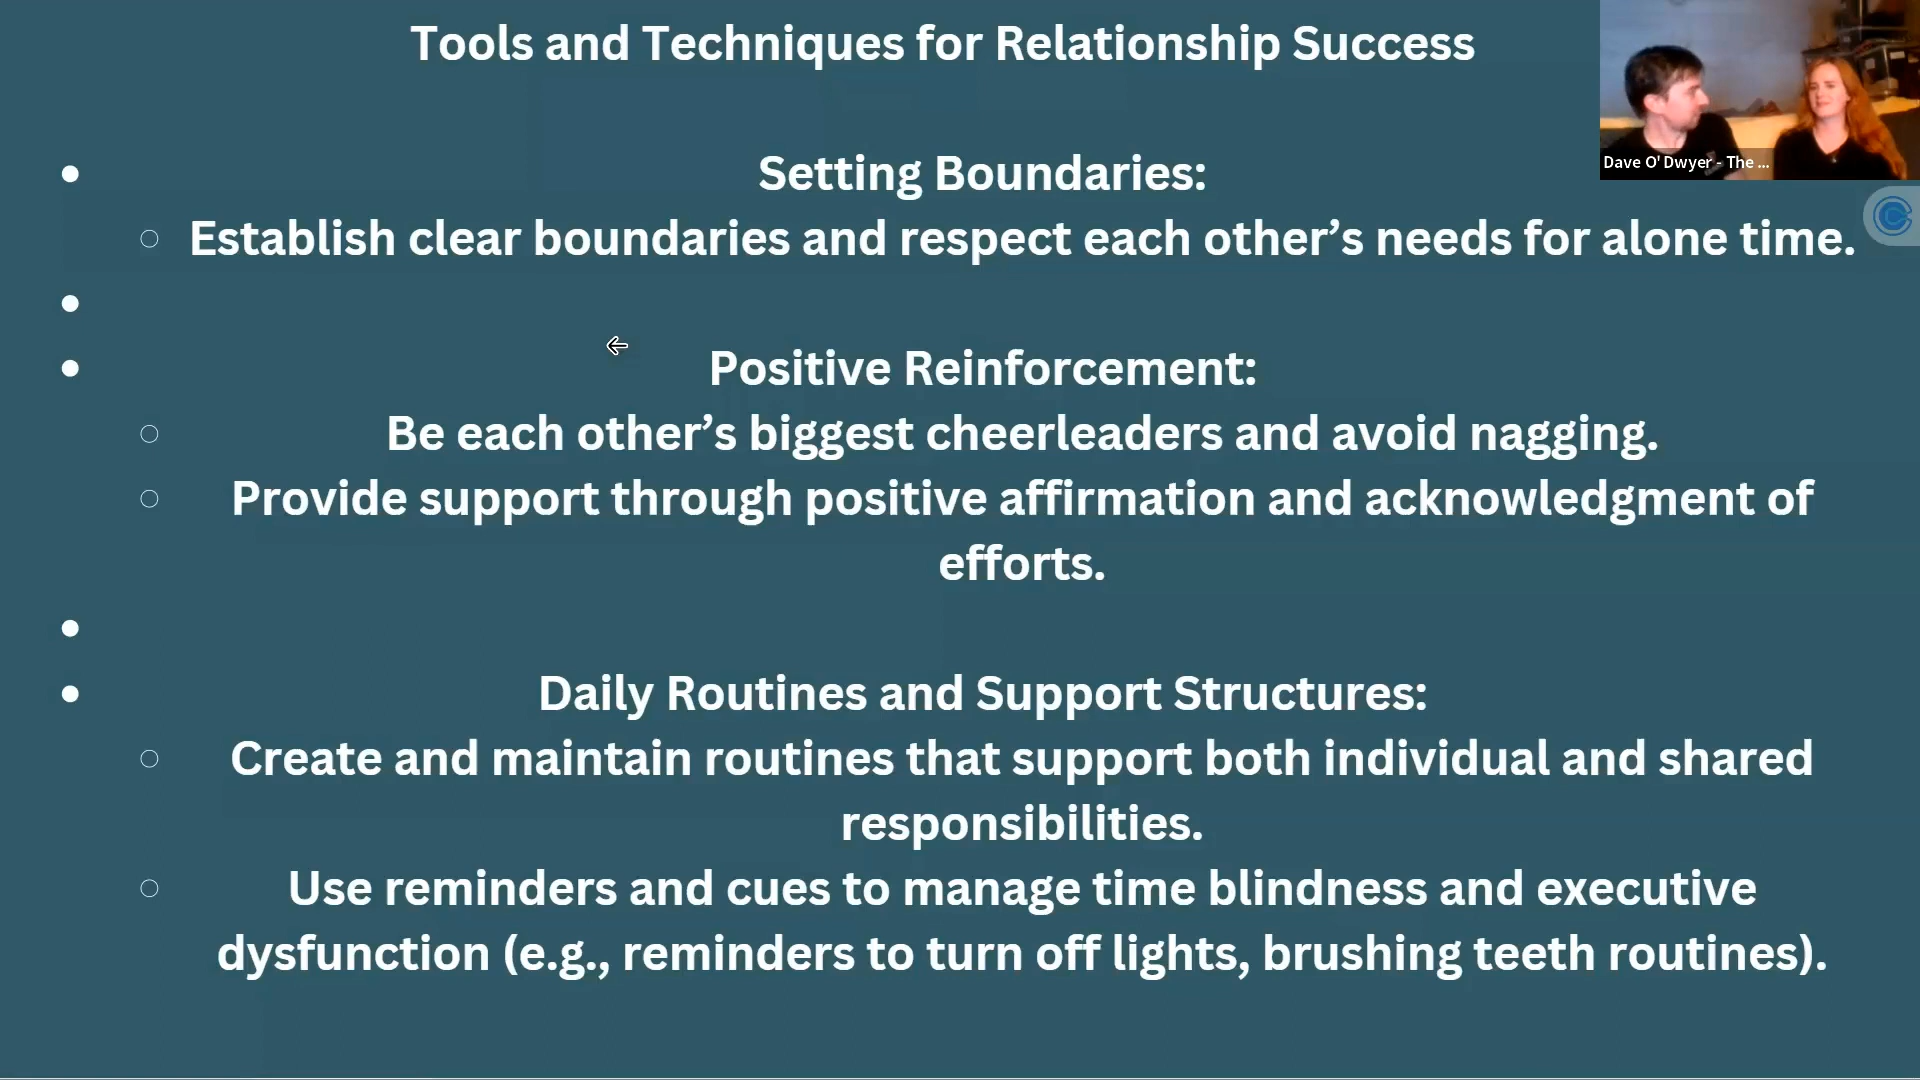 Tools and Techniques for Relationship Success
Dave O' Dwyer - The ...
Setting Boundaries:
Establish clear boundaries and respect each other’s needs for alone time.
Positive Reinforcement:
Be each other’s biggest cheerleaders and avoid nagging.
Provide support through positive affirmation and acknowledgment of
efforts.
Daily Routines and Support Structures:
Create and maintain routines that support both individual and shared
responsibilities.
Use reminders and cues to manage time blindness and executive
dysfunction (e.g., reminders to turn off lights, brushing teeth routines).